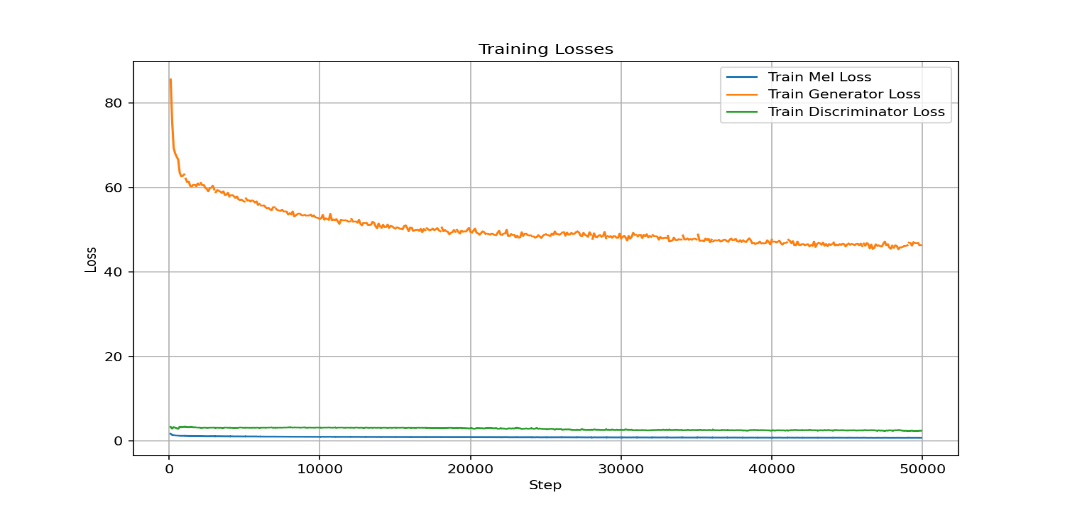 Training Losses
Train Mel Loss
Train Generator Loss
Train Discriminator Loss
Loss
80
60
40
20
0
0 10000 20000 30000 40000 50000
Step